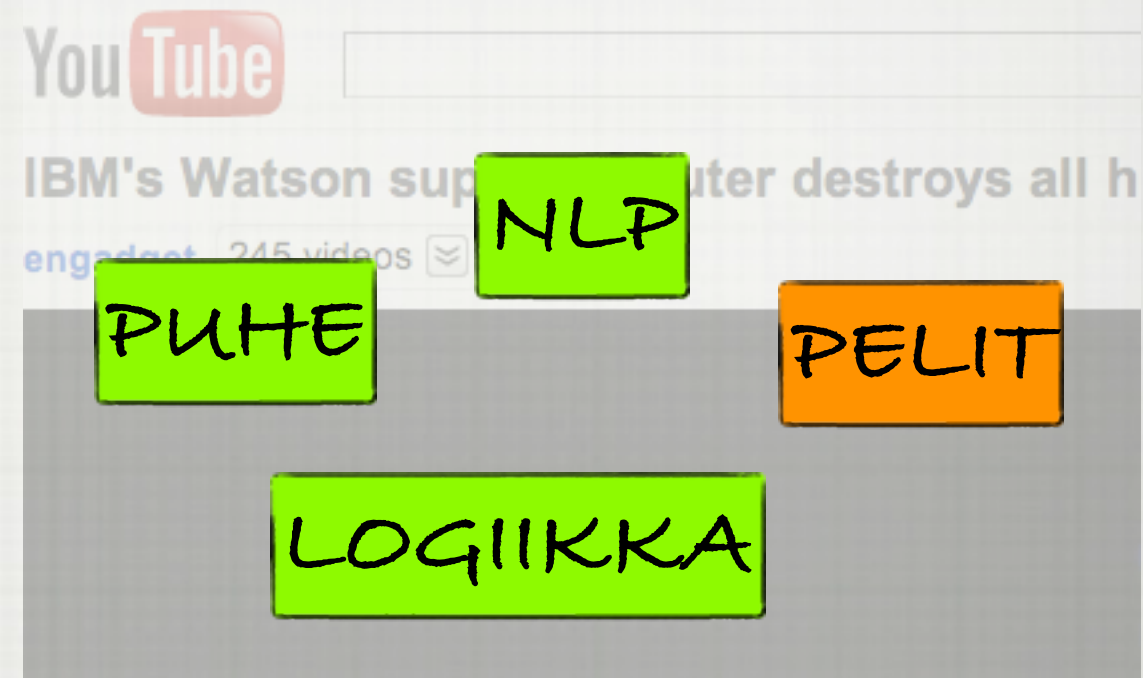 YouTube
IBM's Watson sup uter destroys all h
NLP
engadget 245 videos
PUHE
PELIT
LOGIIKKA